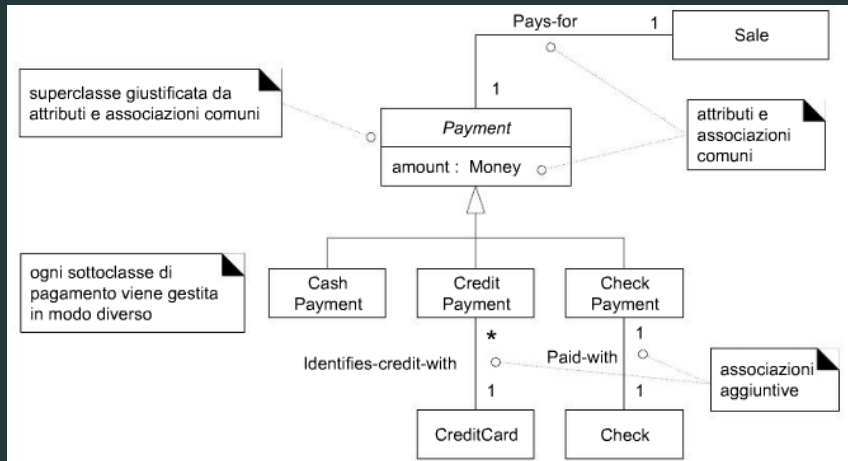 Pays-for
1
Sale
superclasse giustificata da
attributi e associazioni comuni
1
Payment
amount : Money
attributi e
associazioni
comuni
ogni sottoclasse di
pagamento viene gestita
in modo diverso
Cash
Payment
Credit
Payment
Check
Payment
*
1
Identifies-credit-with
Paid-with
1
1
associazioni
aggiuntive
CreditCard
Check